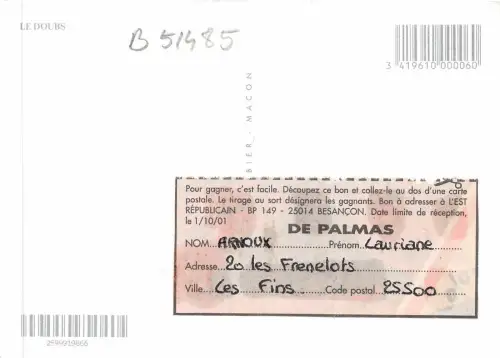 LE DOUBS
B 51485
3 419610 000060
BIER - MACON
Pour gagner, c'est facile. Découpez ce bon et collez-le au dos d'une carte
postale. Le tirage au sort désignera les gagnants. Bon à adresser à L'EST
RÉPUBLICAIN - BP 149 - 25014 BESANÇON. Date limite de réception,
le 1/10/01
DE PALMAS
NOM ARIOUX Prénom Lauriane
Adresse 20 les Frenelots
Ville Les Fins Code postal 25500